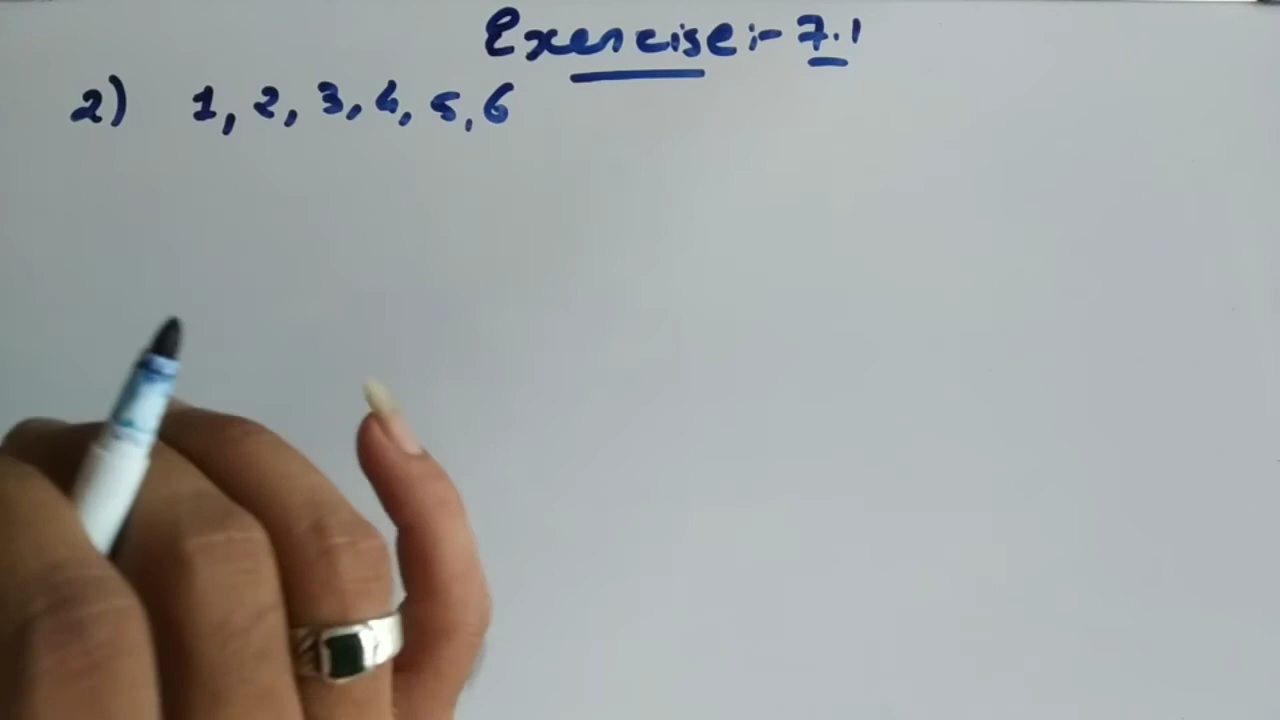 Exercise:- 7.1
2) 1, 2, 3, 4, 5, 6